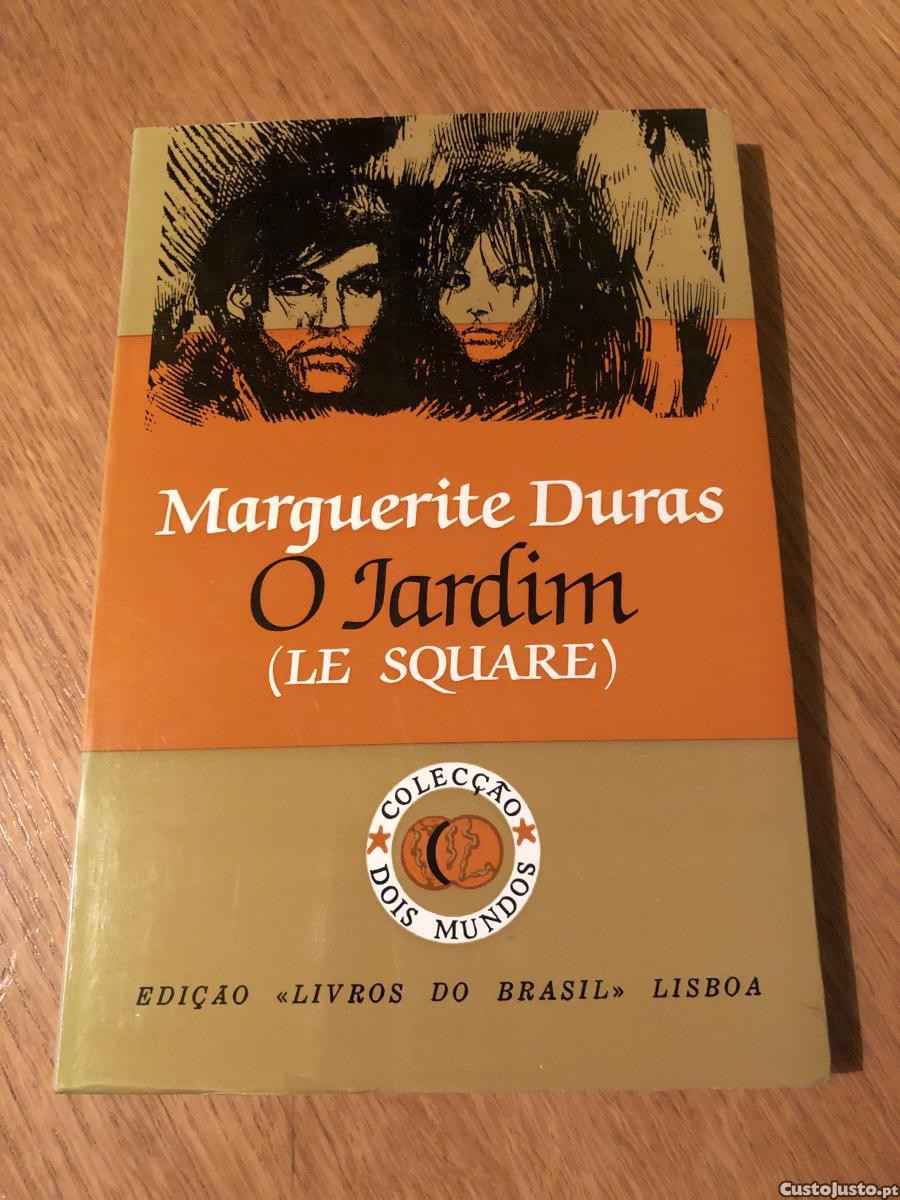 Marguerite Duras
O Jardim
(LE SQUARE)
COLECÇÃO
DOIS MUNDOS
EDIÇÃO «LIVROS DO BRASIL» LISBOA
CustoJusto.pt